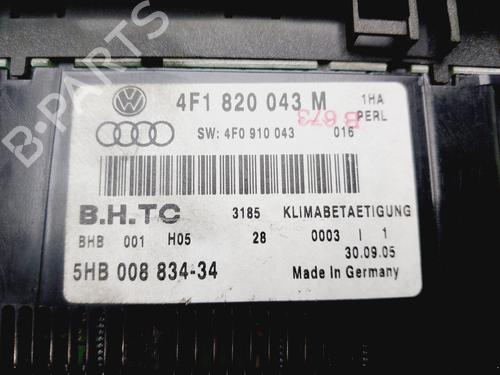 4F1 820 043 M
1HA
SW: 4F0 910 043
016
PERL
B 673
B.H.TC
3185
KLIMABETAETIGUNG
BHB 001 H05
28
0003 | 1
30.09.05
5HB 008 834-34
Made in Germany
B-PARTS